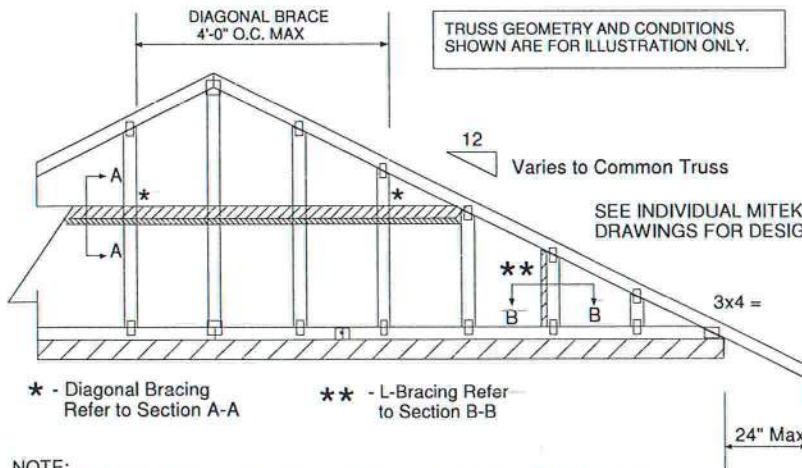 DIAGONAL BRACE
4'-0" O.C. MAX
TRUSS GEOMETRY AND CONDITIONS
SHOWN ARE FOR ILLUSTRATION ONLY.
12
Varies to Common Truss
A
*
*
SEE INDIVIDUAL MITEK
DRAWINGS FOR DESIG
A
**
B
B
3x4 =
* - Diagonal Bracing
Refer to Section A-A
** - L-Bracing Refer
to Section B-B
24" Max
NOTE: